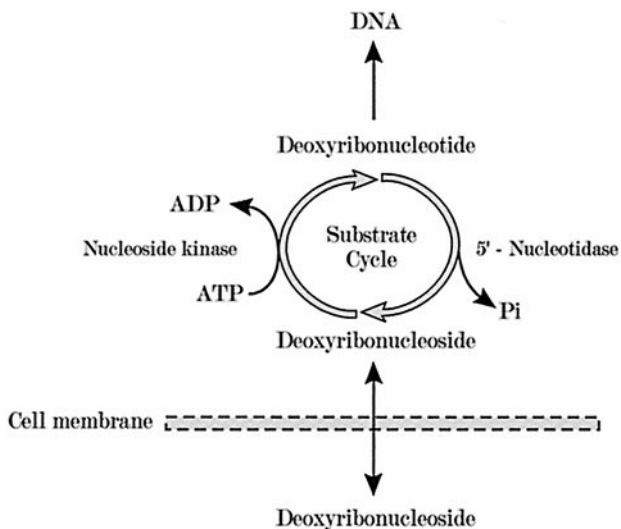 DNA
Deoxyribonucleotide
ADP
Nucleoside kinase
ATP
Substrate
Cycle
5' - Nucleotidase
Pi
Deoxyribonucleoside
Cell membrane
Deoxyribonucleoside